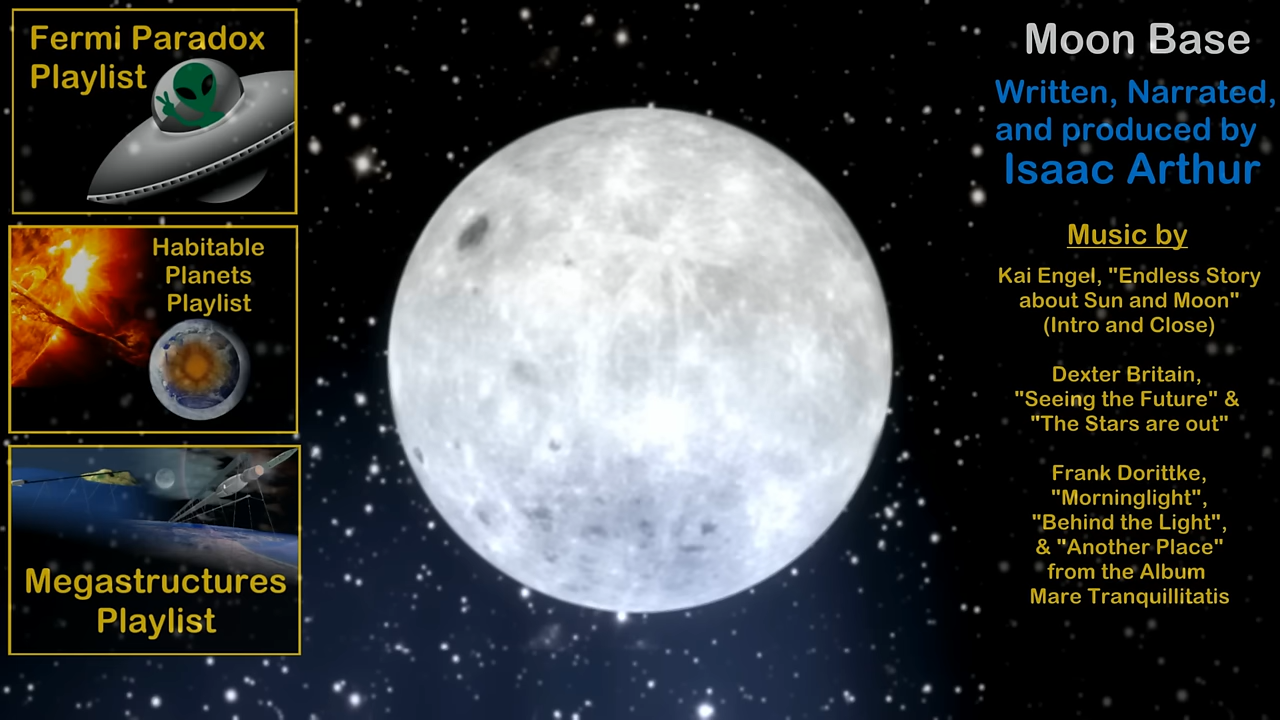 Fermi Paradox
Playlist
Habitable
Planets
Playlist
Megastructures
Playlist
Moon Base
Written, Narrated,
and produced by
Isaac Arthur
Music by
Kai Engel, "Endless Story
about Sun and Moon"
(Intro and Close)
Dexter Britain,
"Seeing the Future" &
"The Stars are out"
Frank Dorittke,
"Morninglight",
"Behind the Light",
& "Another Place"
from the Album
Mare Tranquillitatis